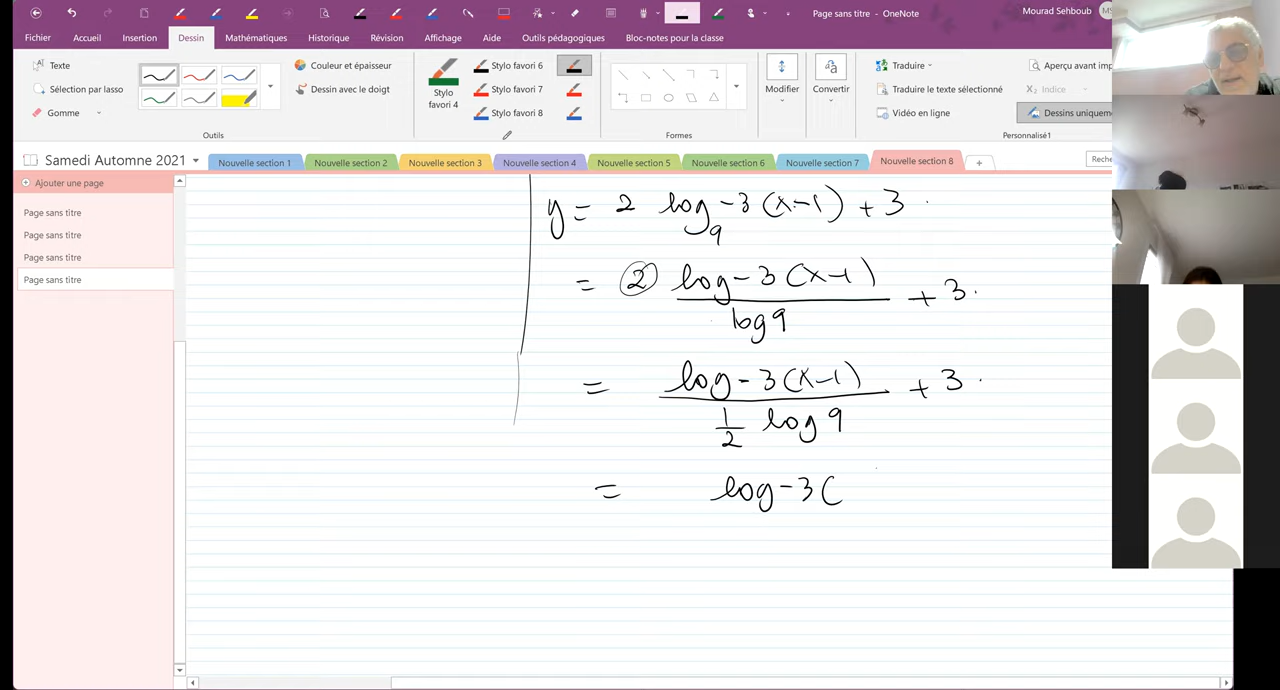 Page sans titre - OneNote
Mourad Sehboub
MS
Fichier Accueil Insertion Dessin Mathématiques Historique Révision Affichage Aide Outils pédagogiques Bloc-notes pour la classe
Texte
Sélection par lasso
Gomme
Outils
Couleur et épaisseur
Dessin avec le doigt
Stylo favori 4
Stylo favori 6
Stylo favori 7
Stylo favori 8
Formes
Modifier
Convertir
Traduire
Traduire le texte sélectionné
Vidéo en ligne
Aperçu avant imp
Indice
Dessins uniquem
Personnalisé1
Samedi Automne 2021
Nouvelle section 1 Nouvelle section 2 Nouvelle section 3 Nouvelle section 4 Nouvelle section 5 Nouvelle section 6 Nouvelle section 7 Nouvelle section 8 +
Reche
Ajouter une page
Page sans titre
Page sans titre
Page sans titre
Page sans titre
y = 2 log₉ -3(x-1) + 3.
= 2 log-3(x-1) / log 9 + 3.
= log-3(x-1) / 1/2 log 9 + 3.
= log-3(